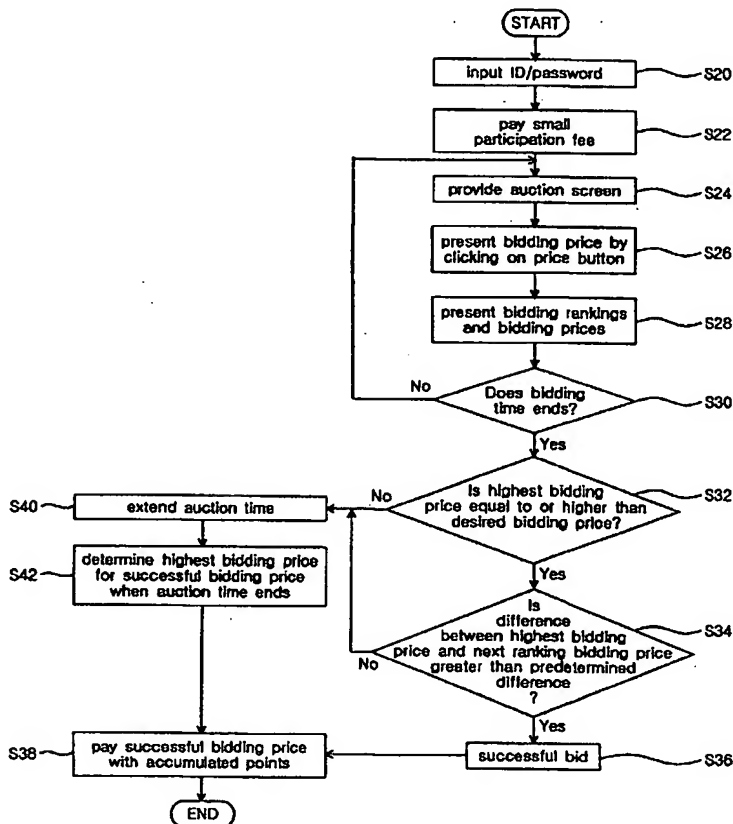 START
input ID/password
S20
pay small
participation fee
S22
provide auction screen
S24
present bidding price by
clicking on price button
S26
present bidding rankings
and bidding prices
S28
No
Does bidding
time ends?
S30
Yes
S40
extend auction time
No
Is highest bidding
price equal to or higher than
desired bidding price?
S32
S42
determine highest bidding price
for successful bidding price
when auction time ends
Yes
Is
difference
between highest bidding
price and next ranking bidding price
greater than predetermined
difference
?
S34
No
Yes
S38
pay successful bidding price
with accumulated points
successful bid
S36
END